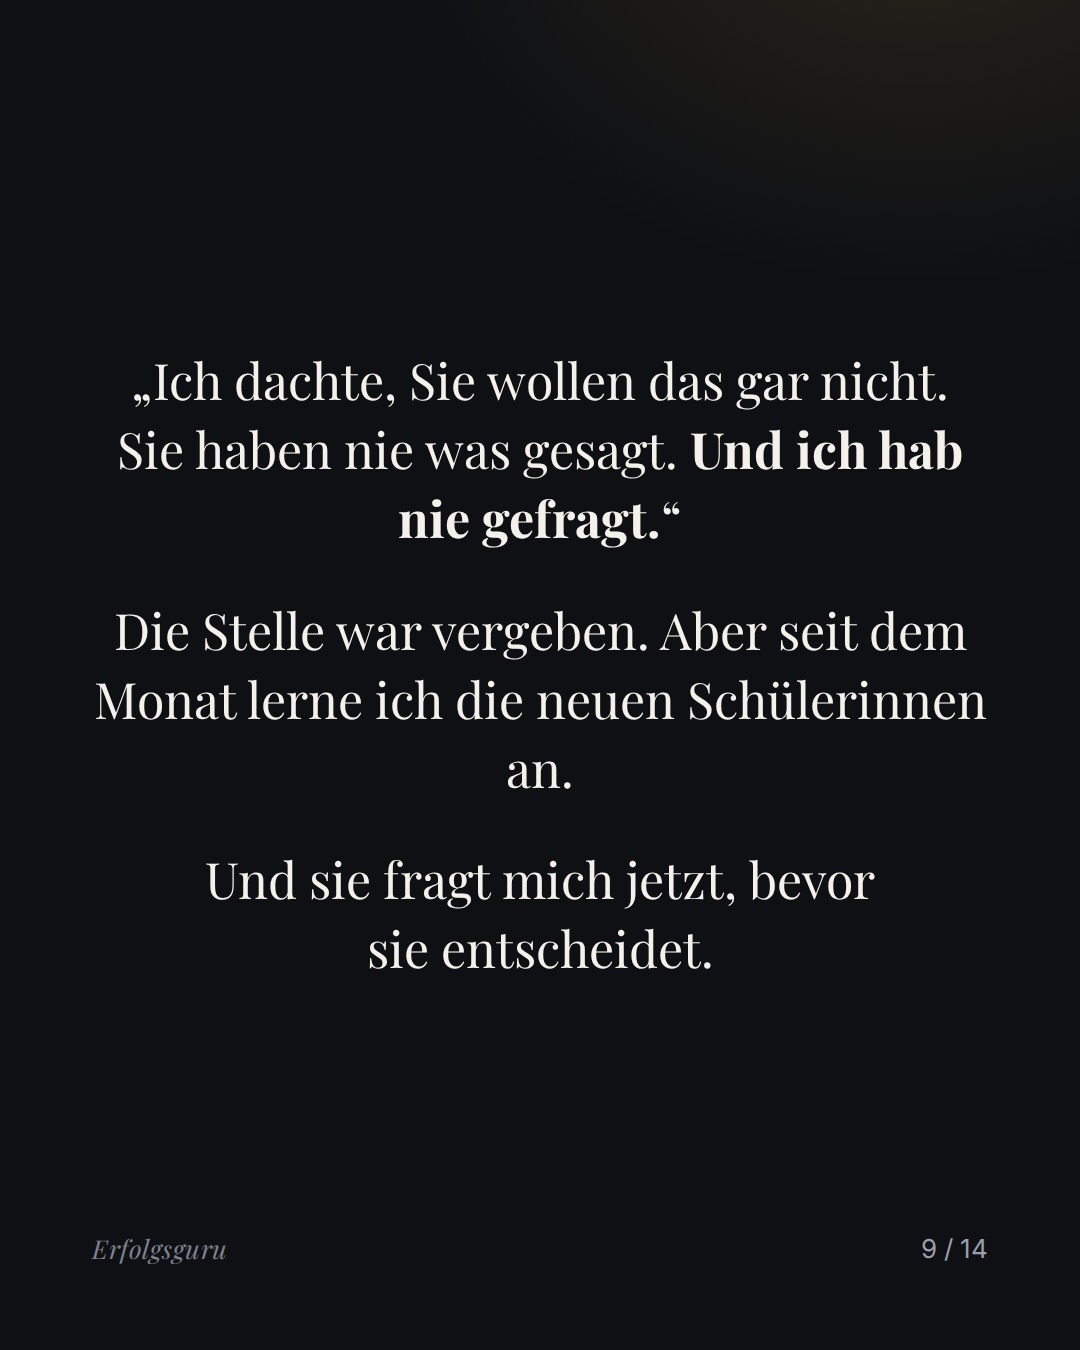 „Ich dachte, Sie wollen das gar nicht.
Sie haben nie was gesagt. Und ich hab
nie gefragt.“
Die Stelle war vergeben. Aber seit dem
Monat lerne ich die neuen Schülerinnen
an.
Und sie fragt mich jetzt, bevor
sie entscheidet.
Erfolgsguru
9 / 14